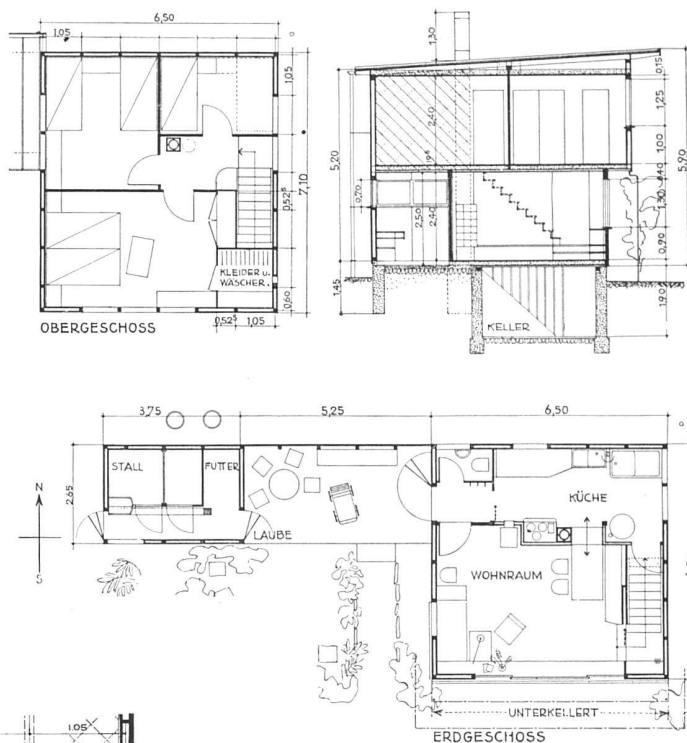 6,50
1,05
1,05
7,10
0,52⁵
0,60
KLEIDER U.
WÄSCHER.
0,52⁵ 1,05
OBERGESCHOSS
1,30
0,15
1,25
2,40
5,20
1,00
5,90
19⁵
0,40
0,70
2,50
2,40
1,30
0,90
1,45
1,90
KELLER
3,75 5,25 6,50
2,65
STALL
FUTTER
N
S
LAUBE
KÜCHE
WOHNRAUM
UNTERKELLERT
ERDGESCHOSS
1.05